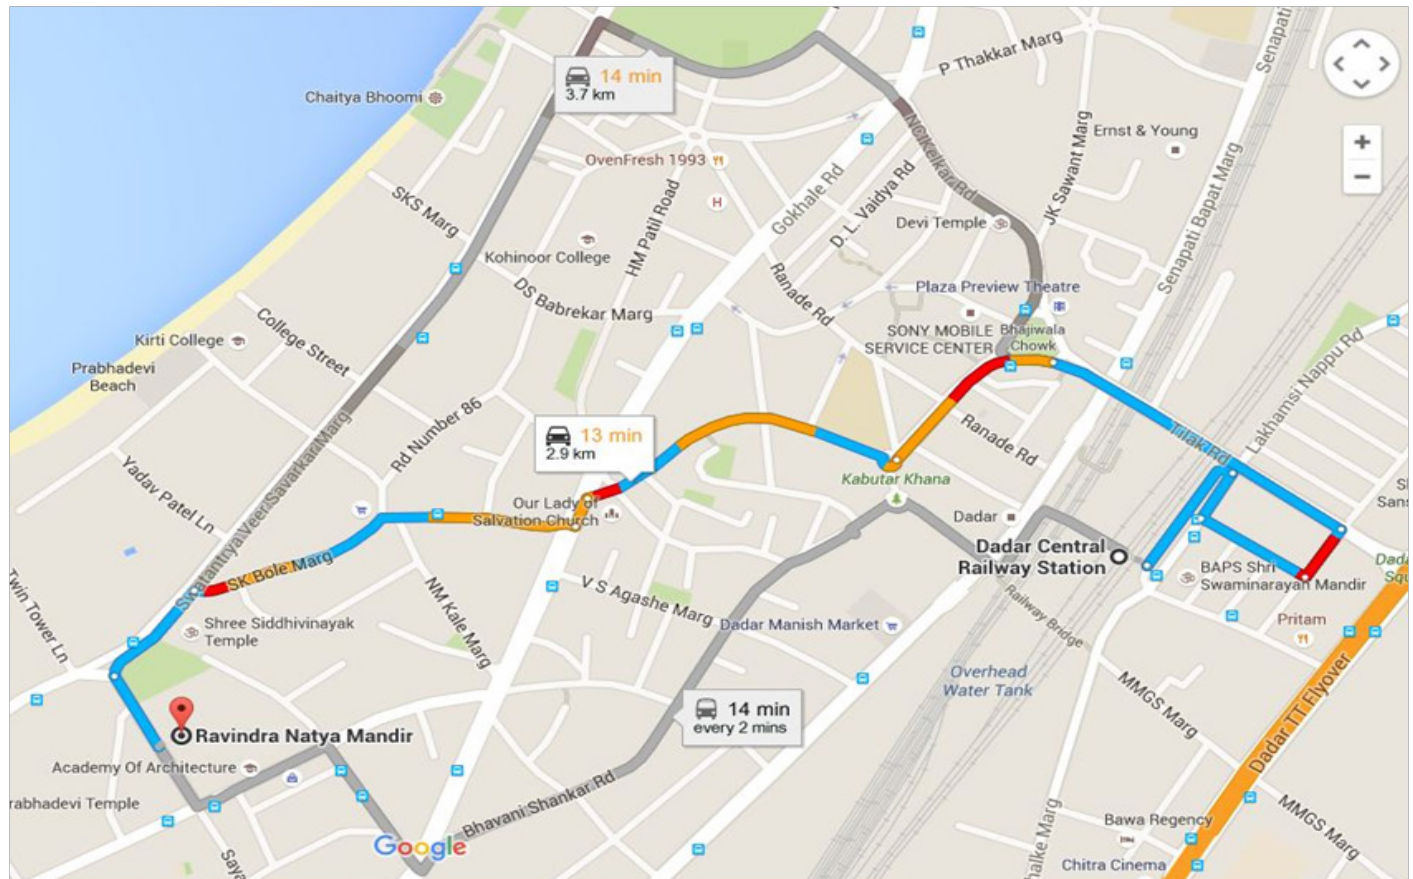 14 min
3.7 km
P Thakkar Marg
Senapati
Chaitya Bhoomi
NCKelkar Rd
Ernst & Young
OvenFresh 1993
H
JK Sawant Marg
Senapati Bapat Marg
SKS Marg
HM Patil Road
Gokhale Rd
D. L. Vaidya Rd
Devi Temple
Kohinoor College
DS Babrekar Marg
Ranade Rd
Plaza Preview Theatre
College Street
Kirti College
SONY MOBILE
SERVICE CENTER
Bhajiwala
Chowk
Prabhadevi
Beach
Lakhamsi Nappu Rd
Rd Number 86
Swatantrya Veer Savarkar Marg
13 min
2.9 km
Ranade Rd
Tilak Rd
Yadav Patel Ln
Kabutar Khana
Our Lady of
Salvation Church
Dadar
Dadar Central
Railway Station
SK Bole Marg
BAPS Shri
Swaminarayan Mandir
Twin Tower Ln
NM Kale Marg
V S Agashe Marg
Railway Bridge
Shree Siddhivinayak
Temple
Dadar Manish Market
Pritam
Overhead
Water Tank
MMGS Marg
Dadar TT Flyover
14 min
every 2 mins
Ravindra Natya Mandir
Academy Of Architecture
rabhadevi Temple
Bhavani Shankar Rd
MMGS Marg
Bawa Regency
Google
Chitra Cinema